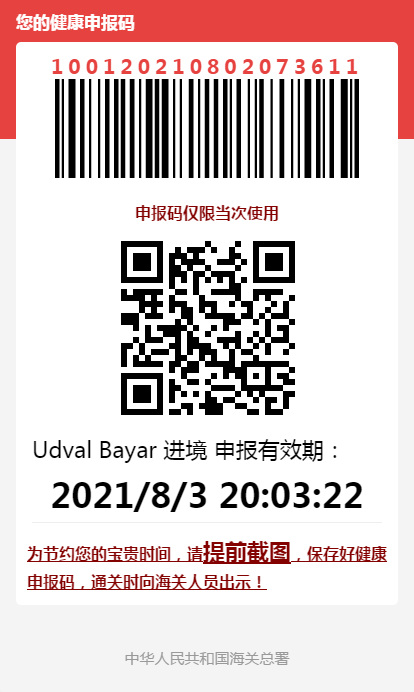 您的健康申报码
100120210802073611
申报码仅限当次使用
Udval Bayar 进境 申报有效期：
2021/8/3 20:03:22
为节约您的宝贵时间，请提前截图，保存好健康
申报码，通关时向海关人员出示！
中华人民共和国海关总署